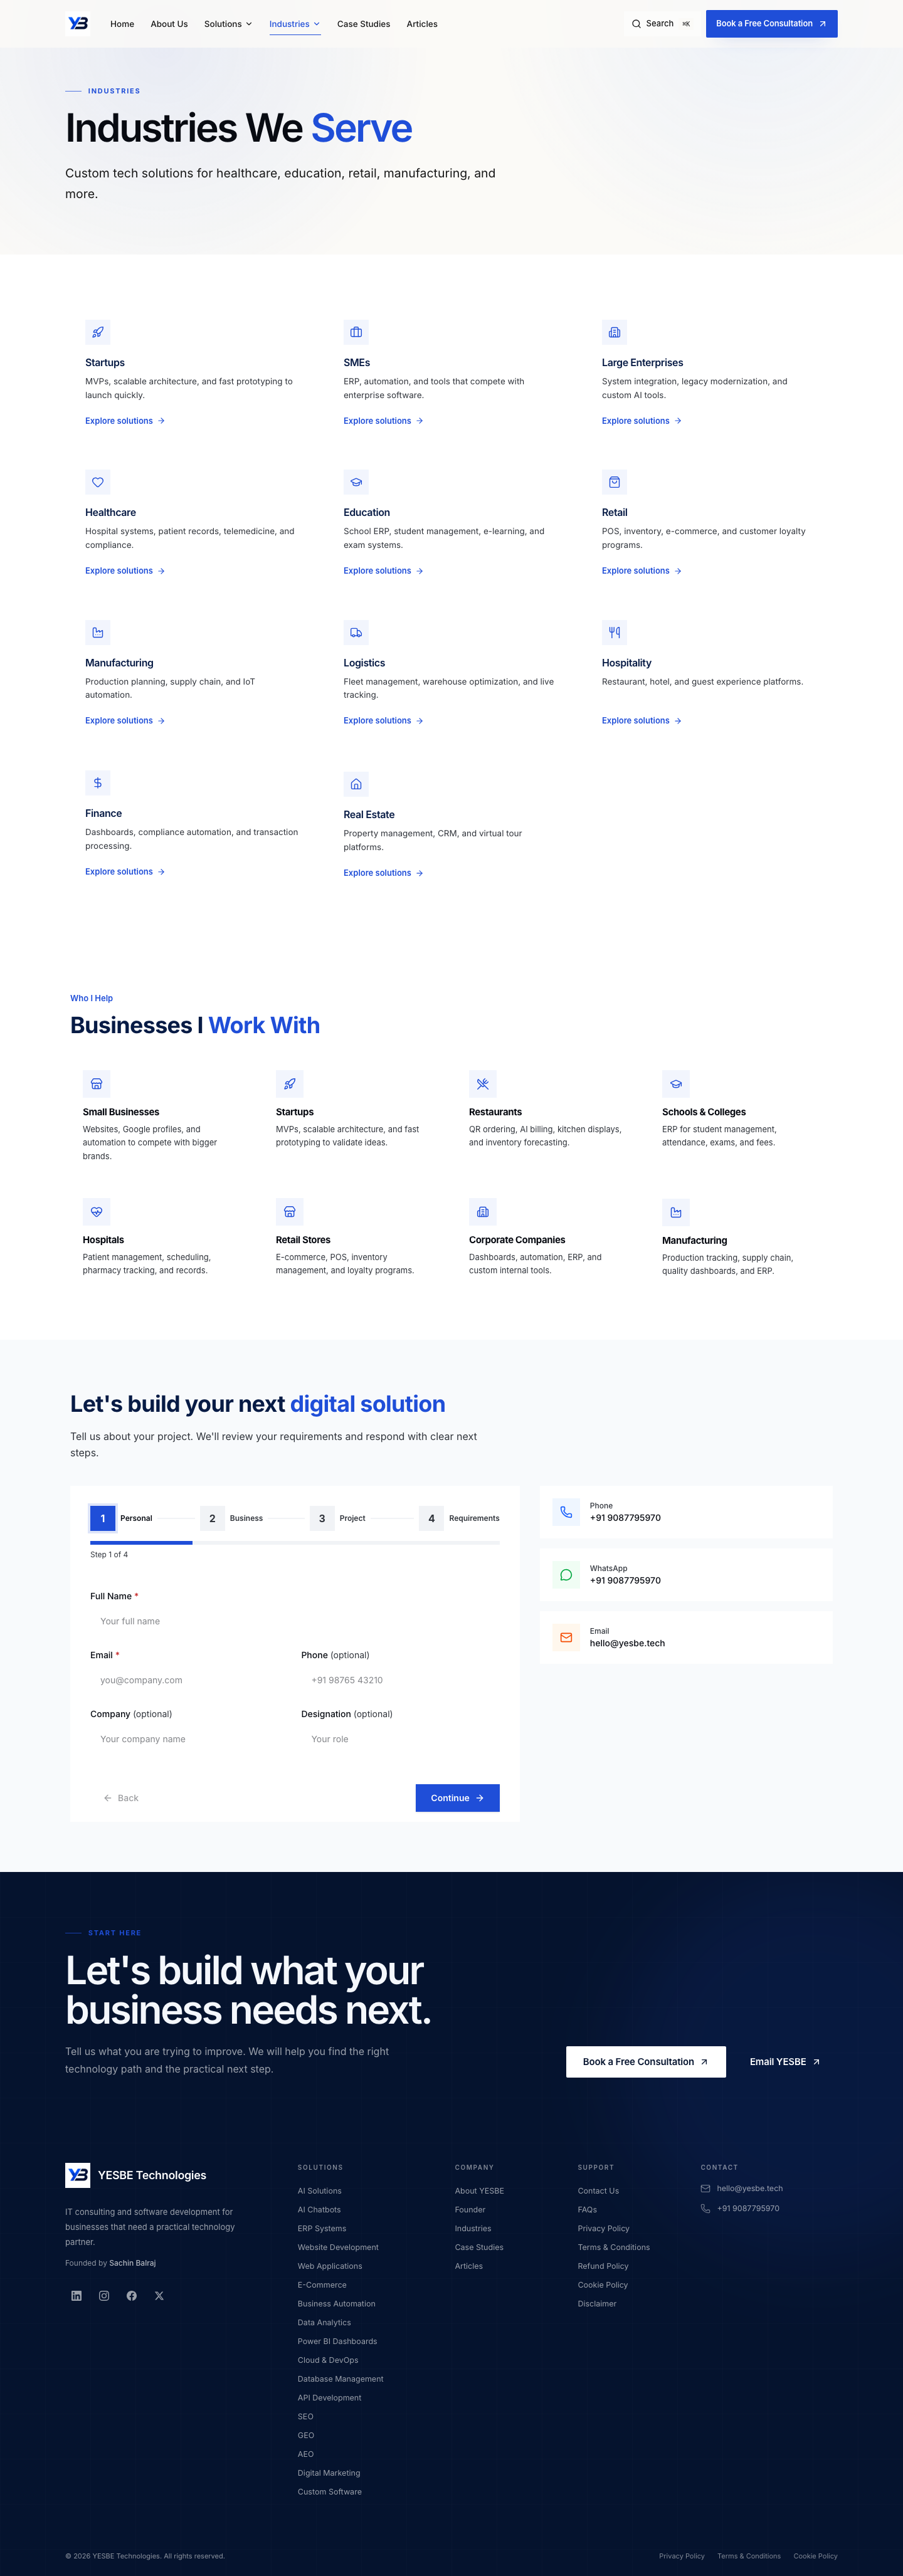 YB
Home
About Us
Solutions
Industries
Case Studies
Articles
Search
⌘K
Book a Free Consultation
INDUSTRIES
Industries We Serve
Custom tech solutions for healthcare, education, retail, manufacturing, and
more.
Startups
MVPs, scalable architecture, and fast prototyping to
launch quickly.
Explore solutions
SMEs
ERP, automation, and tools that compete with
enterprise software.
Explore solutions
Large Enterprises
System integration, legacy modernization, and
custom AI tools.
Explore solutions
Healthcare
Hospital systems, patient records, telemedicine, and
compliance.
Explore solutions
Education
School ERP, student management, e-learning, and
exam systems.
Explore solutions
Retail
POS, inventory, e-commerce, and customer loyalty
programs.
Explore solutions
Manufacturing
Production planning, supply chain, and IoT
automation.
Explore solutions
Logistics
Fleet management, warehouse optimization, and live
tracking.
Explore solutions
Hospitality
Restaurant, hotel, and guest experience platforms.
Explore solutions
Finance
Dashboards, compliance automation, and transaction
processing.
Explore solutions
Real Estate
Property management, CRM, and virtual tour
platforms.
Explore solutions
Who I Help
Businesses I Work With
Small Businesses
Websites, Google profiles, and
automation to compete with bigger
brands.
Startups
MVPs, scalable architecture, and fast
prototyping to validate ideas.
Restaurants
QR ordering, AI billing, kitchen displays,
and inventory forecasting.
Schools & Colleges
ERP for student management,
attendance, exams, and fees.
Hospitals
Patient management, scheduling,
pharmacy tracking, and records.
Retail Stores
E-commerce, POS, inventory
management, and loyalty programs.
Corporate Companies
Dashboards, automation, ERP, and
custom internal tools.
Manufacturing
Production tracking, supply chain,
quality dashboards, and ERP.
Let's build your next digital solution
Tell us about your project. We'll review your requirements and respond with clear next
steps.
1 Personal
2 Business
3 Project
4 Requirements
Step 1 of 4
Full Name *
Your full name
Email *
you@company.com
Phone (optional)
+91 98765 43210
Company (optional)
Your company name
Designation (optional)
Your role
Back
Continue
Phone
+91 9087795970
WhatsApp
+91 9087795970
Email
hello@yesbe.tech
START HERE
Let's build what your
business needs next.
Tell us what you are trying to improve. We will help you find the right
technology path and the practical next step.
Book a Free Consultation
Email YESBE
YB
YESBE Technologies
IT consulting and software development for
businesses that need a practical technology
partner.
Founded by Sachin Balraj
SOLUTIONS
AI Solutions
AI Chatbots
ERP Systems
Website Development
Web Applications
E-Commerce
Business Automation
Data Analytics
Power BI Dashboards
Cloud & DevOps
Database Management
API Development
SEO
GEO
AEO
Digital Marketing
Custom Software
COMPANY
About YESBE
Founder
Industries
Case Studies
Articles
SUPPORT
Contact Us
FAQs
Privacy Policy
Terms & Conditions
Refund Policy
Cookie Policy
Disclaimer
CONTACT
hello@yesbe.tech
+91 9087795970
© 2026 YESBE Technologies. All rights reserved.
Privacy Policy
Terms & Conditions
Cookie Policy